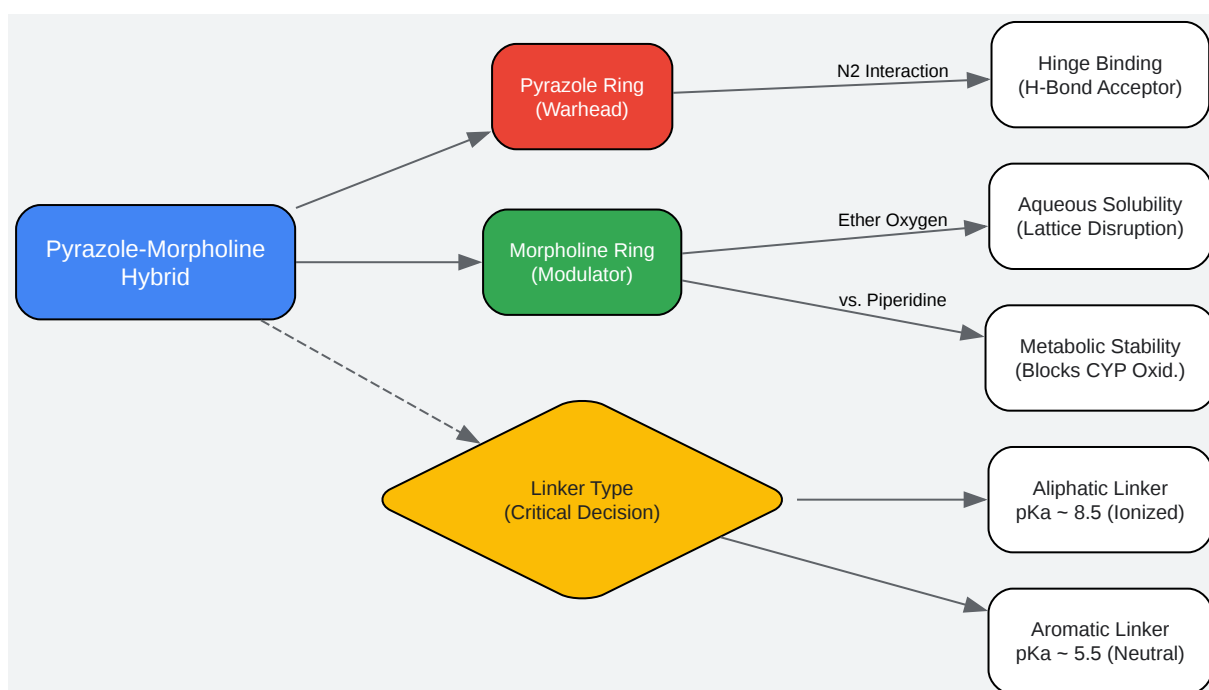 Pyrazole-Morpholine
Hybrid
Pyrazole Ring
(Warhead)
Morpholine Ring
(Modulator)
Linker Type
(Critical Decision)
N2 Interaction
Ether Oxygen
vs. Piperidine
Hinge Binding
(H-Bond Acceptor)
Aqueous Solubility
(Lattice Disruption)
Metabolic Stability
(Blocks CYP Oxid.)
Aliphatic Linker
pKa ~ 8.5 (Ionized)
Aromatic Linker
pKa ~ 5.5 (Neutral)